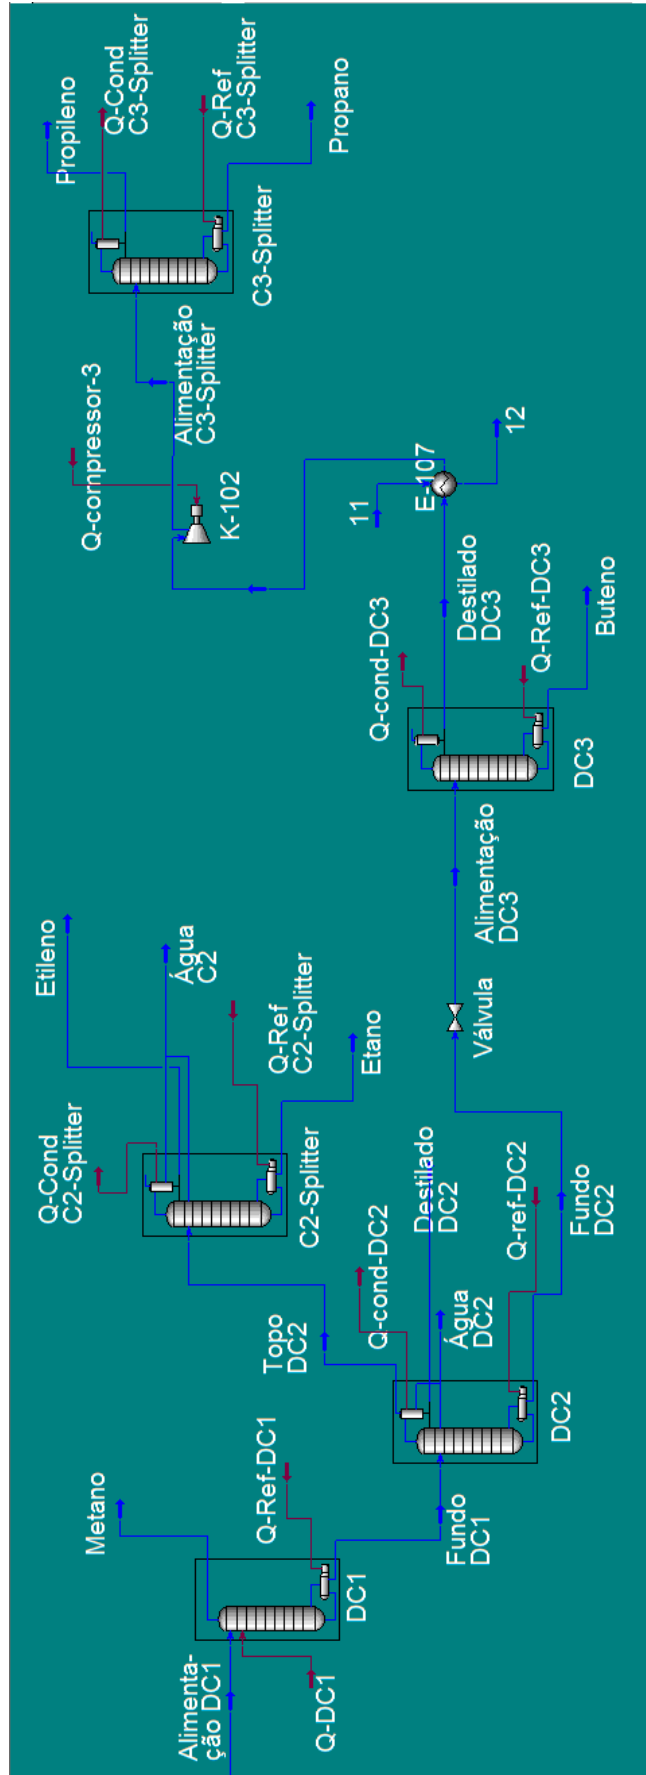 Alimenta-
ção DC1
Q-DC1
Metano
Q-Ref-DC1
DC1
Fundo
DC1
Topo
DC2
Q-cond-DC2
Destilado
DC2
Água
DC2
Q-ref-DC2
DC2
Fundo
DC2
Q-Cond
C2-Splitter
Etileno
Água
C2
Q-Ref
C2-Splitter
Etano
C2-Splitter
Válvula
Alimentação
DC3
Q-cond-DC3
Destilado
DC3
Q-Ref-DC3
Buteno
DC3
11
E-107
12
Q-compressor-3
K-102
Alimentação
C3-Splitter
Propileno
Q-Cond
C3-Splitter
Q-Ref
C3-Splitter
Propano
C3-Splitter